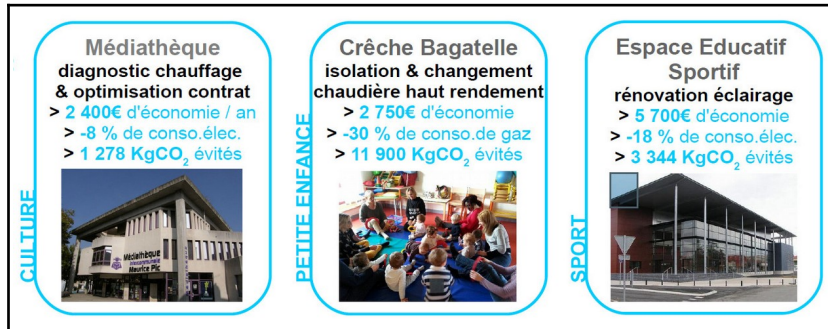 Médiathèque
diagnostic chauffage
& optimisation contrat
> 2 400€ d'économie / an
> -8 % de conso.élec.
> 1 278 KgCO₂ évités
CULTURE
Médiathèque
Maurice Pic
Crêche Bagatelle
isolation & changement
chaudière haut rendement
> 2 750€ d'économie
> -30 % de conso.de gaz
> 11 900 KgCO₂ évités
PETITE ENFANCE
Espace Educatif
Sportif
rénovation éclairage
> 5 700€ d'économie
> -18 % de conso.élec.
> 3 344 KgCO₂ évités
SPORT